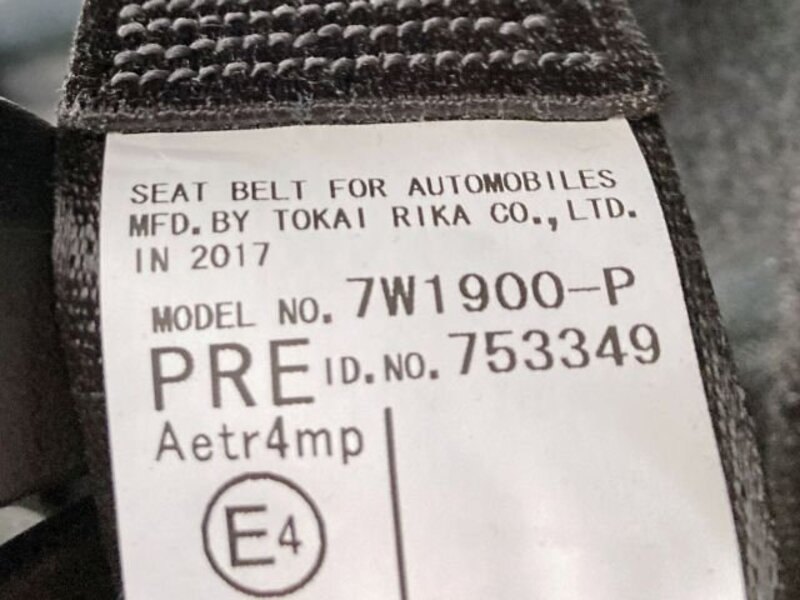 SEAT BELT FOR AUTOMOBILES
MFD. BY TOKAI RIKA CO., LTD.
IN 2017
MODEL NO. 7W1900-P
PRE ID. NO. 753349
Aetr4mp
E4